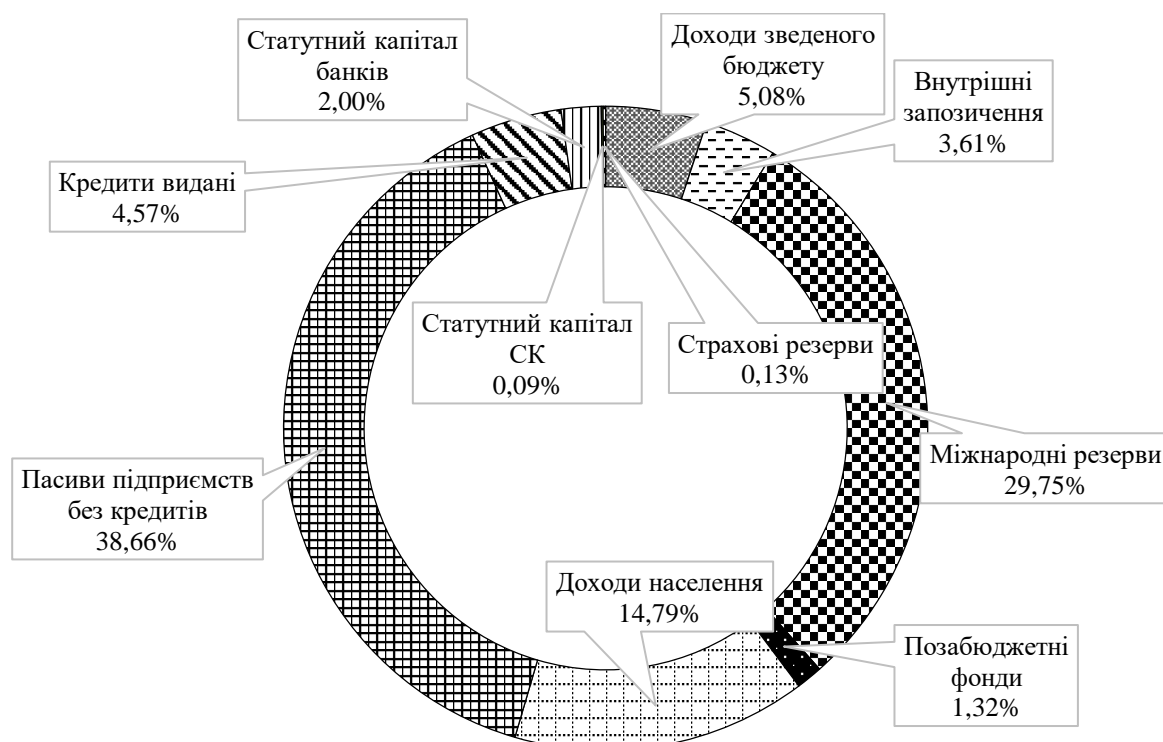 Статутний капітал
банків
2,00%
Доходи зведеного
бюджету
5,08%
Внутрішні
запозичення
3,61%
Кредити видані
4,57%
Статутний капітал
СК
0,09%
Страхові резерви
0,13%
Міжнародні резерви
29,75%
Пасиви підприємств
без кредитів
38,66%
Доходи населення
14,79%
Позабюджетні
фонди
1,32%